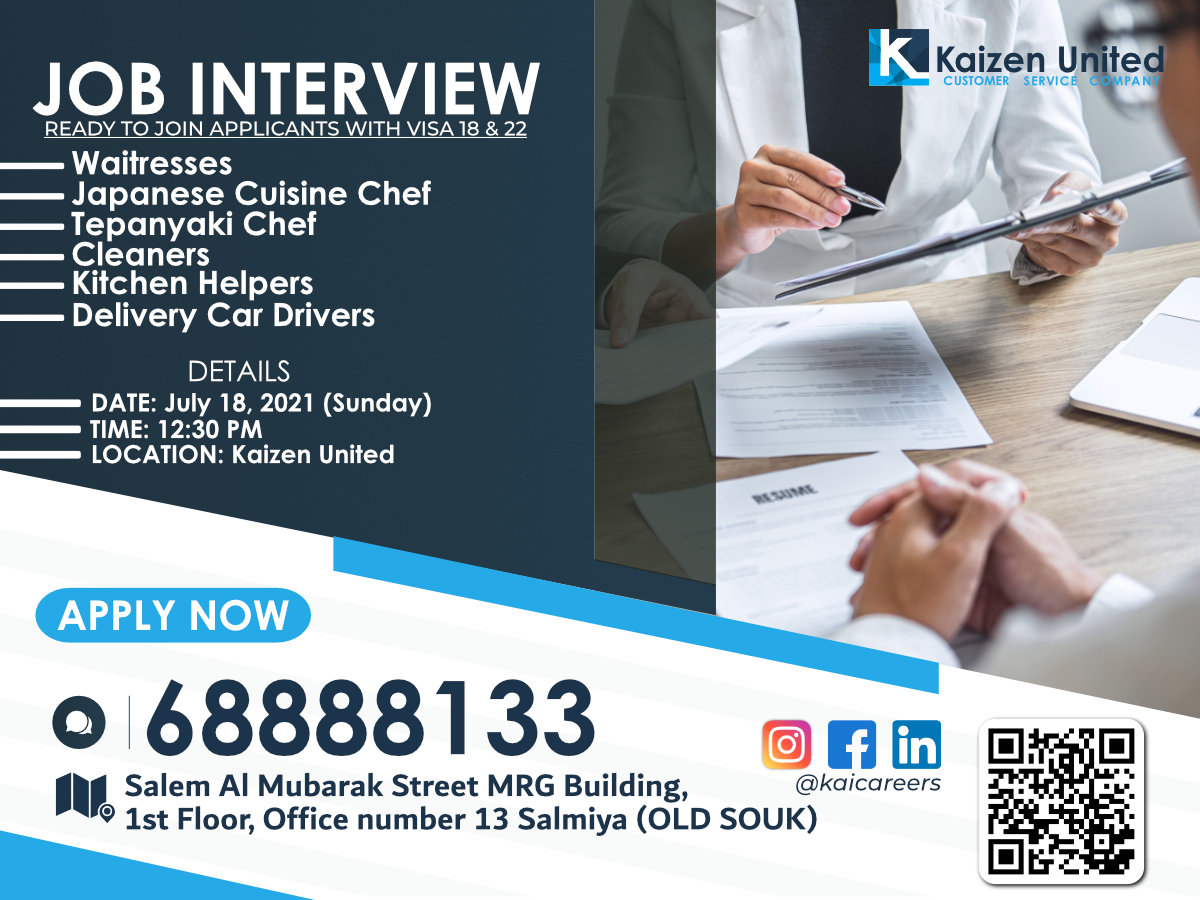 Kaizen United
CUSTOMER SERVICE COMPANY
JOB INTERVIEW
READY TO JOIN APPLICANTS WITH VISA 18 & 22
Waitresses
Japanese Cuisine Chef
Tepanyaki Chef
Cleaners
Kitchen Helpers
Delivery Car Drivers
DETAILS
DATE: July 18, 2021 (Sunday)
TIME: 12:30 PM
LOCATION: Kaizen United
RESUME
APPLY NOW
68888133
Salem Al Mubarak Street MRG Building,
1st Floor, Office number 13 Salmiya (OLD SOUK)
@kaicareers